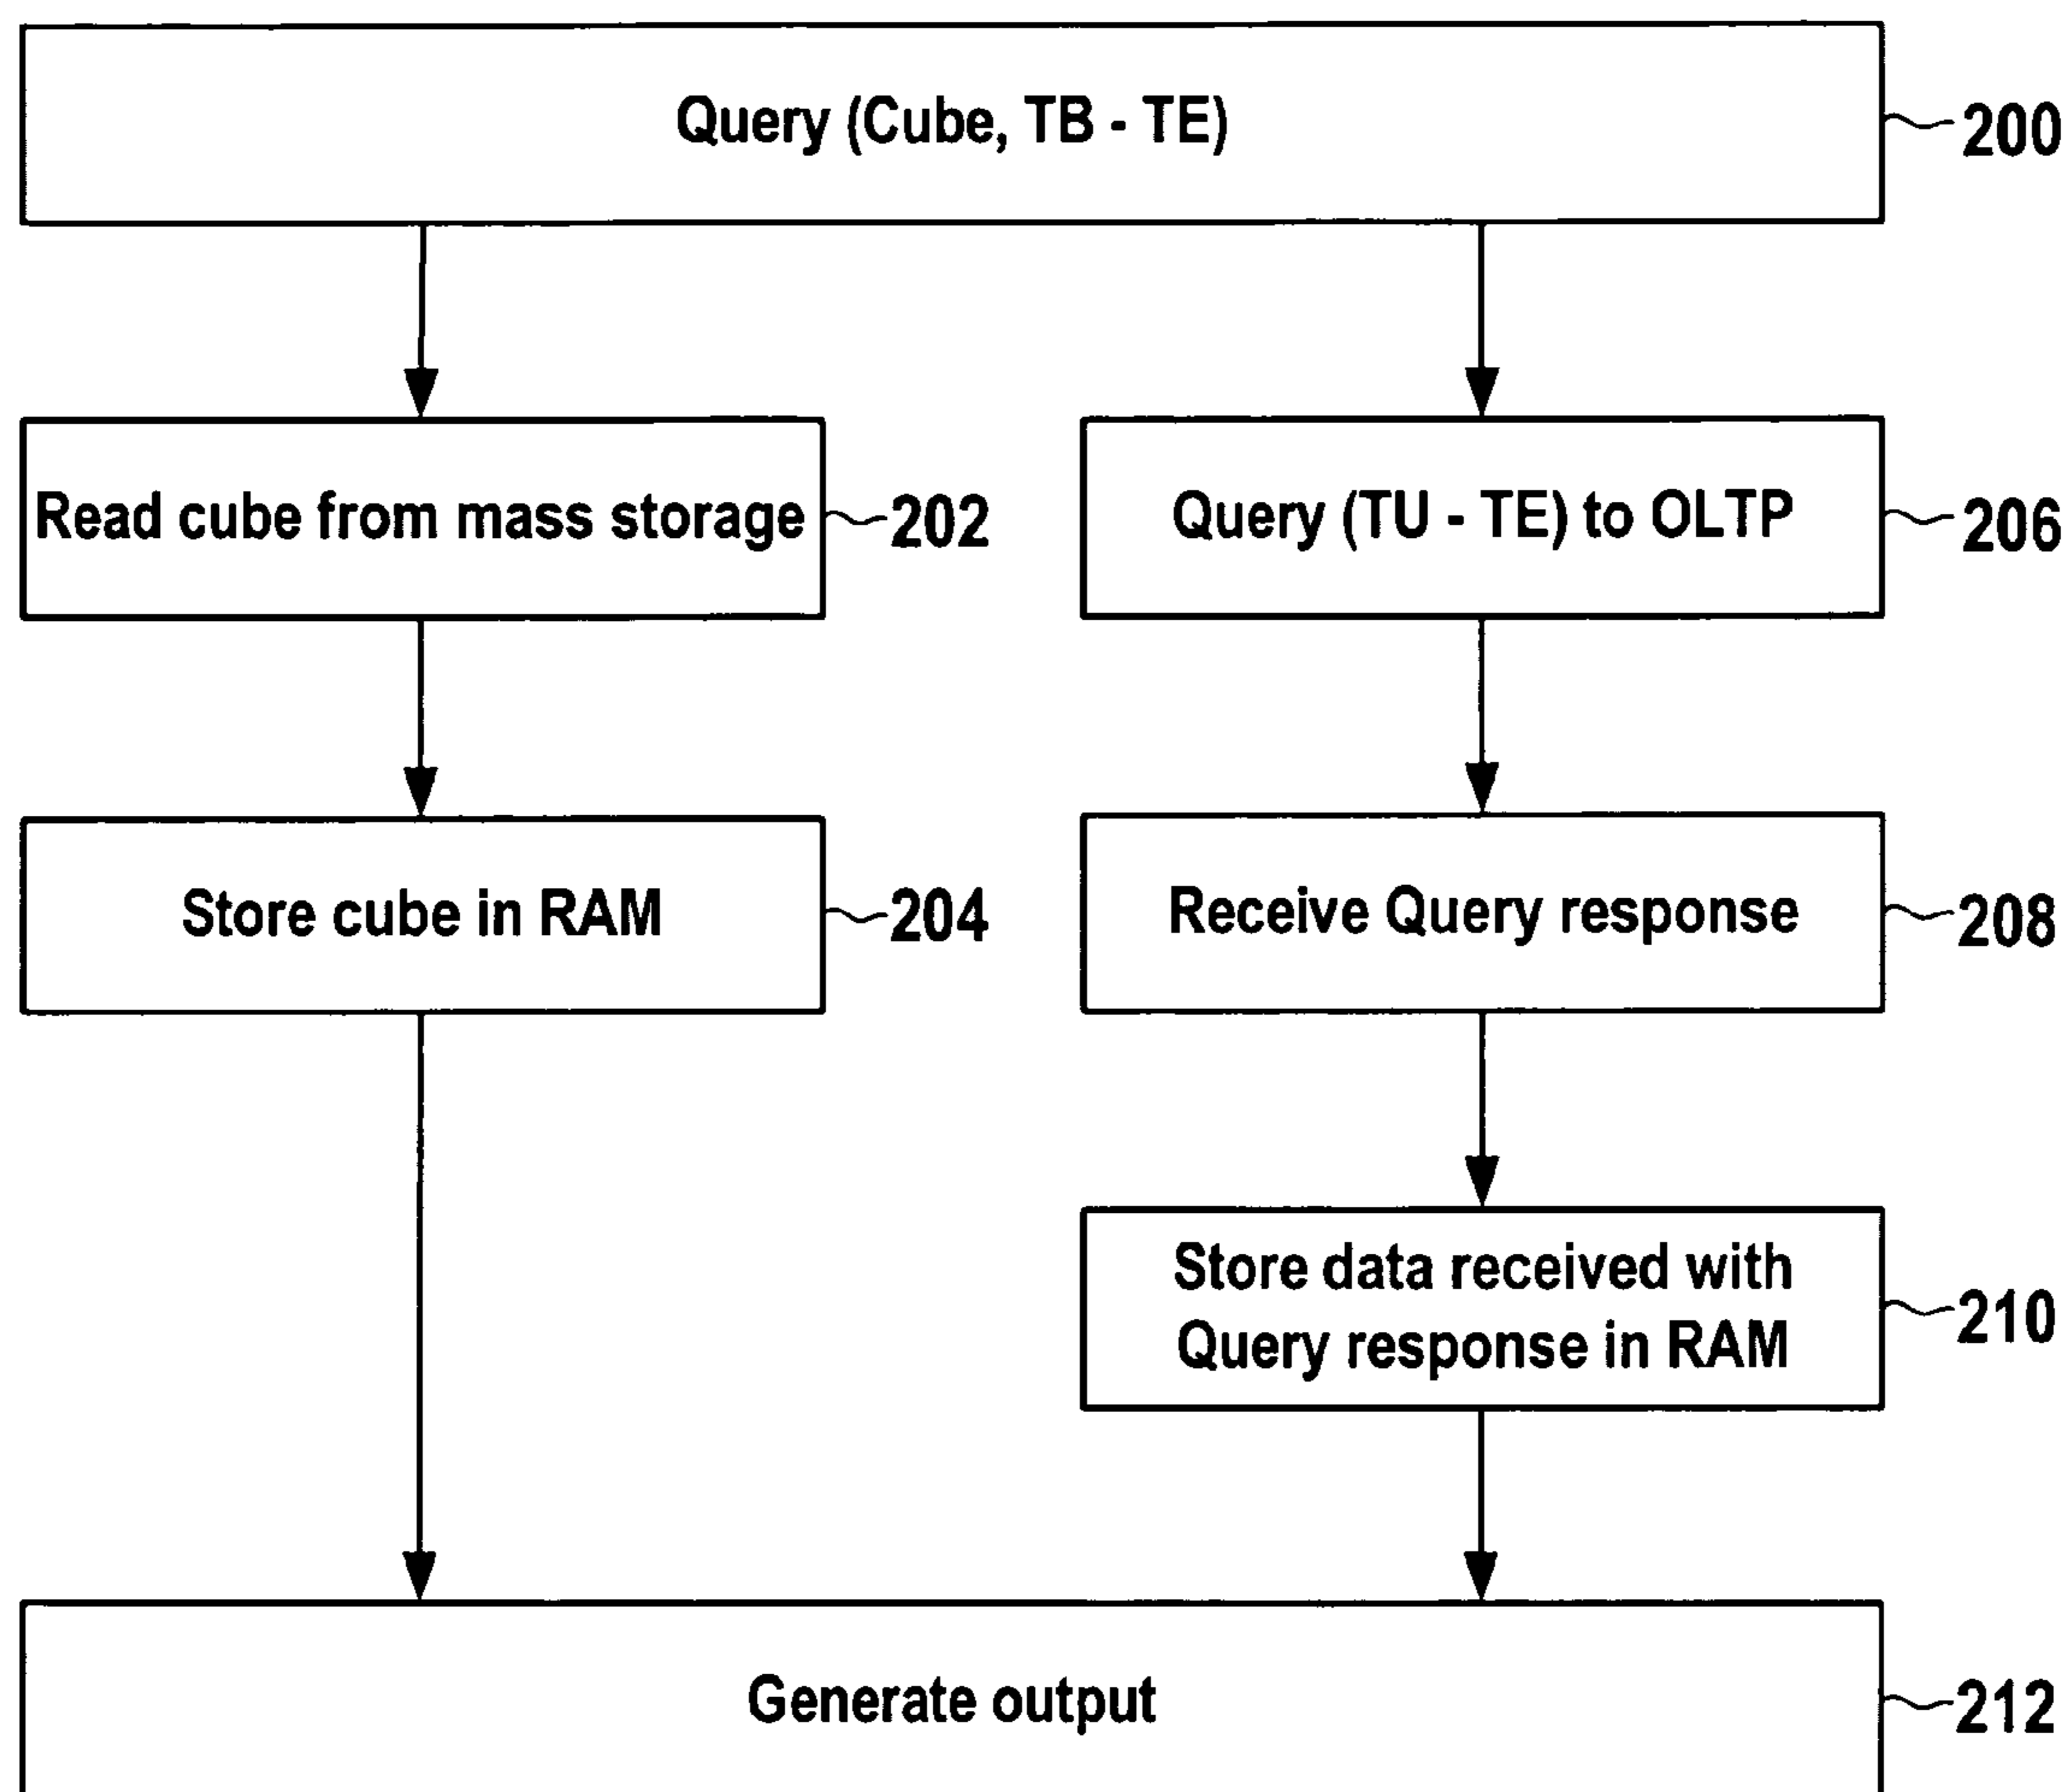 Query (Cube, TB - TE)
200
Read cube from mass storage
202
Query (TU - TE) to OLTP
206
Store cube in RAM
204
Receive Query response
208
Store data received with
Query response in RAM
210
Generate output
212